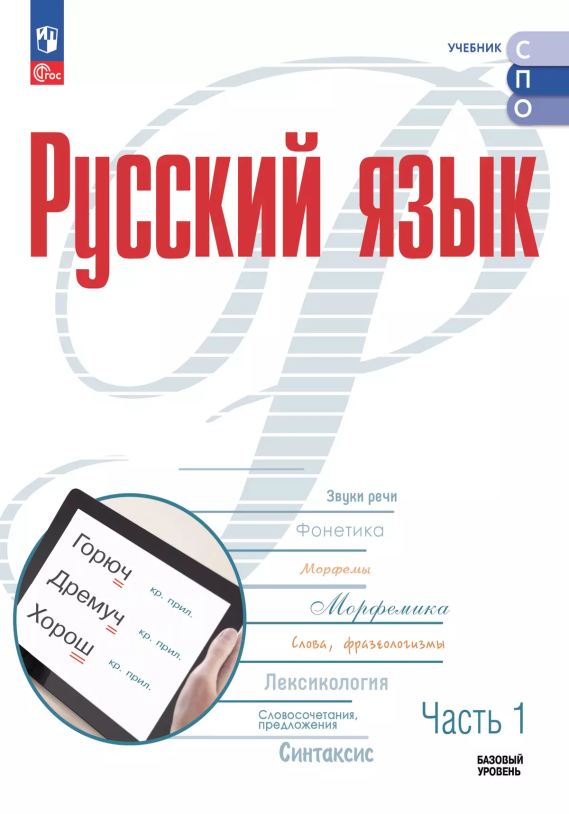 ФГОС
УЧЕБНИК
С
П
О
Русский язык
Звуки речи
Фонетика
Морфемы
Морфемика
Слова, фразеологизмы
Лексикология
Словосочетания,
предложения
Синтаксис
Горюч кр. прил.
Дремуч кр. прил.
Хорош кр. прил.
Часть 1
БАЗОВЫЙ
УРОВЕНЬ